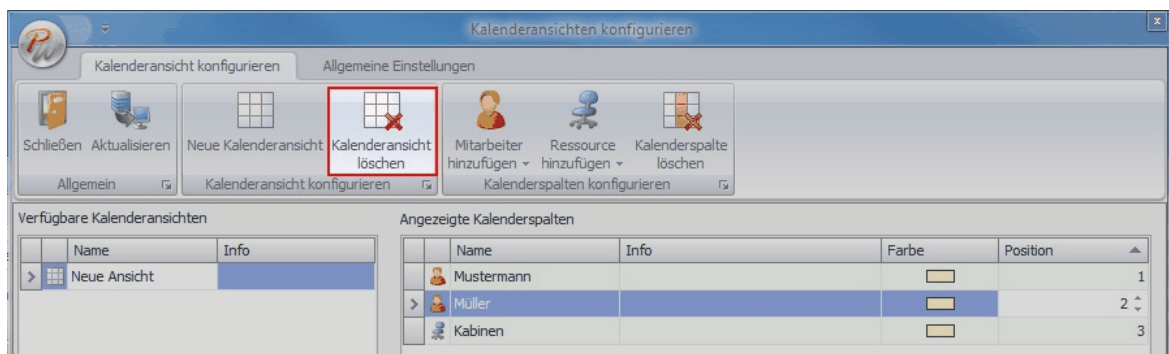 Kalenderansichten konfigurieren
Kalenderansicht konfigurieren Allgemeine Einstellungen
Schließen Aktualisieren Neue Kalenderansicht Kalenderansicht löschen Mitarbeiter hinzufügen Ressource hinzufügen Kalenderspalte löschen
Allgemein Kalenderansicht konfigurieren Kalenderspalten konfigurieren
Verfügbare Kalenderansichten Angezeigte Kalenderspalten
Name Info Name Info Farbe Position
Neue Ansicht Mustermann 1
Müller 2
Kabinen 3